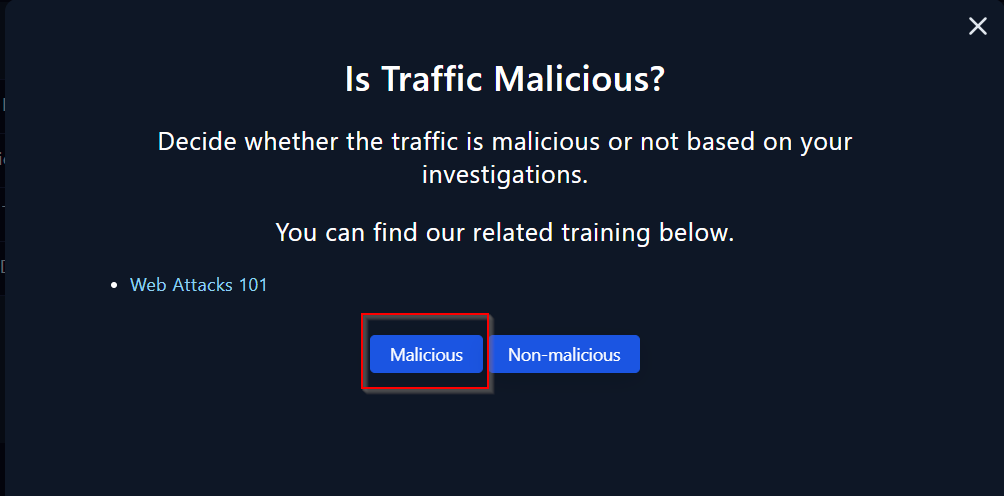 Is Traffic Malicious?
Decide whether the traffic is malicious or not based on your
investigations.
You can find our related training below.
• Web Attacks 101
Malicious
Non-malicious